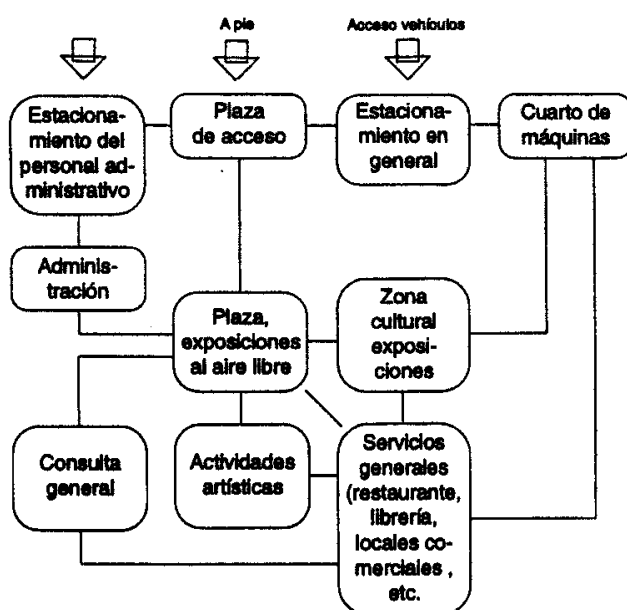 A pie
Acceso vehículos
Estaciona-
miento del
personal ad-
ministrativo
Plaza
de acceso
Estaciona-
miento en
general
Cuarto de
máquinas
Adminis-
tración
Plaza,
exposiciones
al aire libre
Zona
cultural
exposi-
ciones
Consulta
general
Actividades
artísticas
Servicios
generales
(restaurante,
librería,
locales co-
merciales ,
etc.